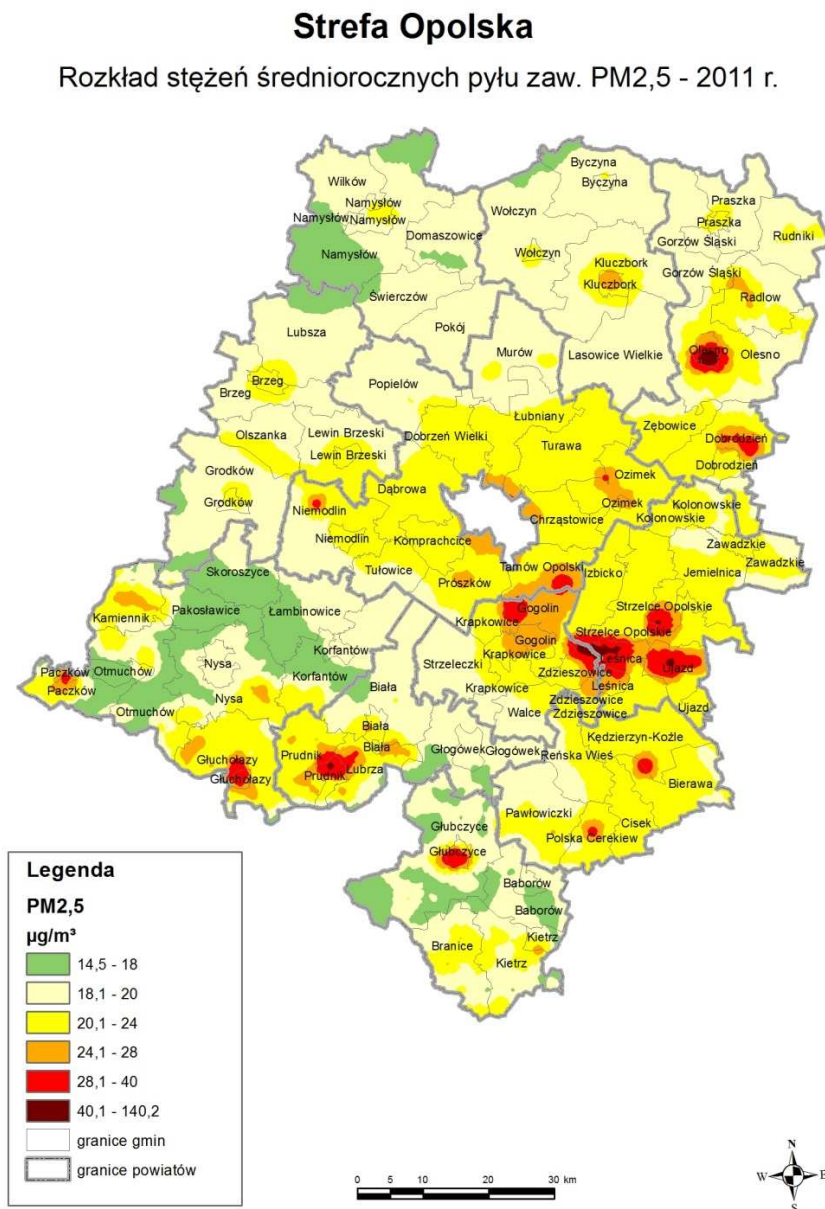 Strefa Opolska
Rozkład stężeń średniorocznych pyłu zaw. PM2,5 - 2011 r.
Byczyna
Byczyna
Wilków
Namysłów
Namysłów
Namysłów
Wołczyn
Praszka
Praszka
Rudniki
Domaszowice
Gorzów Śląski
Namysłów
Wołczyn
Kluczbork
Kluczbork
Gorzów Śląski
Radlow
Świerczów
Lubsza
Pokój
Murów
Lasowice Wielkie
Olesno
Olesno
Brzeg
Brzeg
Popielów
Łubniany
Zębowice
Olszanka
Lewin Brzeski
Lewin Brzeski
Dobrzeń Wielki
Turawa
Dobrodzień
Dobrodzień
Grodków
Grodków
Dąbrowa
Ozimek
Ozimek
Niemodlin
Niemodlin
Komprachcice
Chrząstowice
Kolonowskie
Kolonowskie
Zawadzkie
Zawadzkie
Tułowice
Prószków
Tarnów Opolski
Izbicko
Jemielnica
Skoroszyce
Pakosławice
Łambinowice
Kamiennik
Krapkowice
Gogolin
Gogolin
Strzelce Opolskie
Strzelce Opolskie
Korfantów
Korfantów
Nysa
Nysa
Strzeleczki
Krapkowice
Krapkowice
Zdzieszowice
Leśnica
Leśnica
Ujazd
Ujazd
Paczków
Paczków
Otmuchów
Otmuchów
Biała
Walce
Zdzieszowice
Zdzieszowice
Biała
Biała
Głogówek
Głogówek
Kędzierzyn-Koźle
Reńska Wieś
Bierawa
Głuchołazy
Głuchołazy
Prudnik
Prudnik
Lubrza
Pawłowiczki
Cisek
Polska Cerekiew
Głubczyce
Głubczyce
Baborów
Baborów
Branice
Kietrz
Kietrz
Legenda
PM2,5
µg/m³
14,5 - 18
18,1 - 20
20,1 - 24
24,1 - 28
28,1 - 40
40,1 - 140,2
granice gmin
granice powiatów
0 5 10 20 30 km
N
W E
S